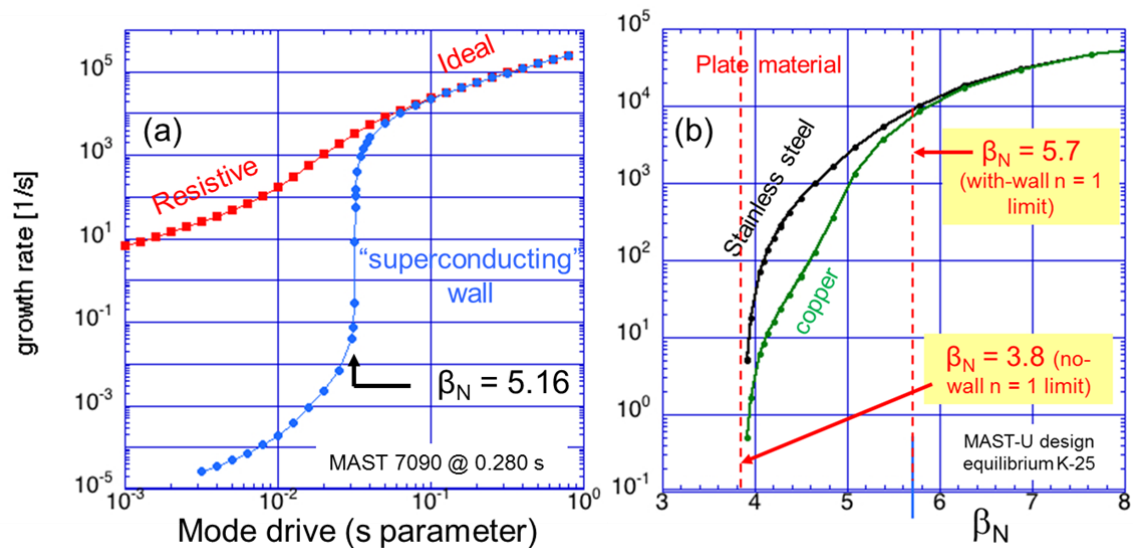 (a)
Ideal
Resistive
“superconducting”
wall
βN = 5.16
MAST 7090 @ 0.280 s
growth rate [1/s]
10^5
10^3
10^1
10^-1
10^-3
10^-5
10^-3
10^-2
10^-1
10^0
Mode drive (s parameter)
(b)
Plate material
Stainless steel
copper
βN = 5.7
(with-wall n = 1
limit)
βN = 3.8 (no-
wall n = 1 limit)
MAST-U design
equilibrium K-25
10^5
10^4
10^3
10^2
10^1
10^0
10^-1
3
4
5
6
7
8
βN